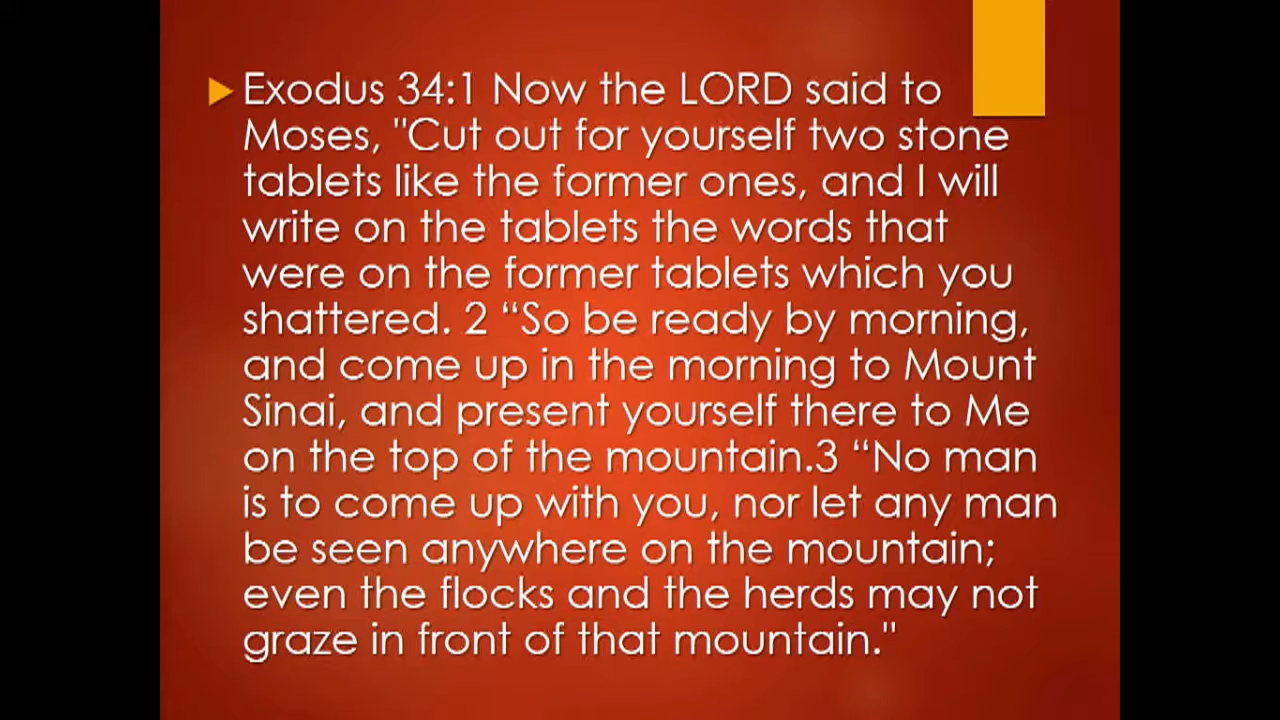 Exodus 34:1 Now the LORD said to
Moses, "Cut out for yourself two stone
tablets like the former ones, and I will
write on the tablets the words that
were on the former tablets which you
shattered. 2 “So be ready by morning,
and come up in the morning to Mount
Sinai, and present yourself there to Me
on the top of the mountain.3 “No man
is to come up with you, nor let any man
be seen anywhere on the mountain;
even the flocks and the herds may not
graze in front of that mountain."